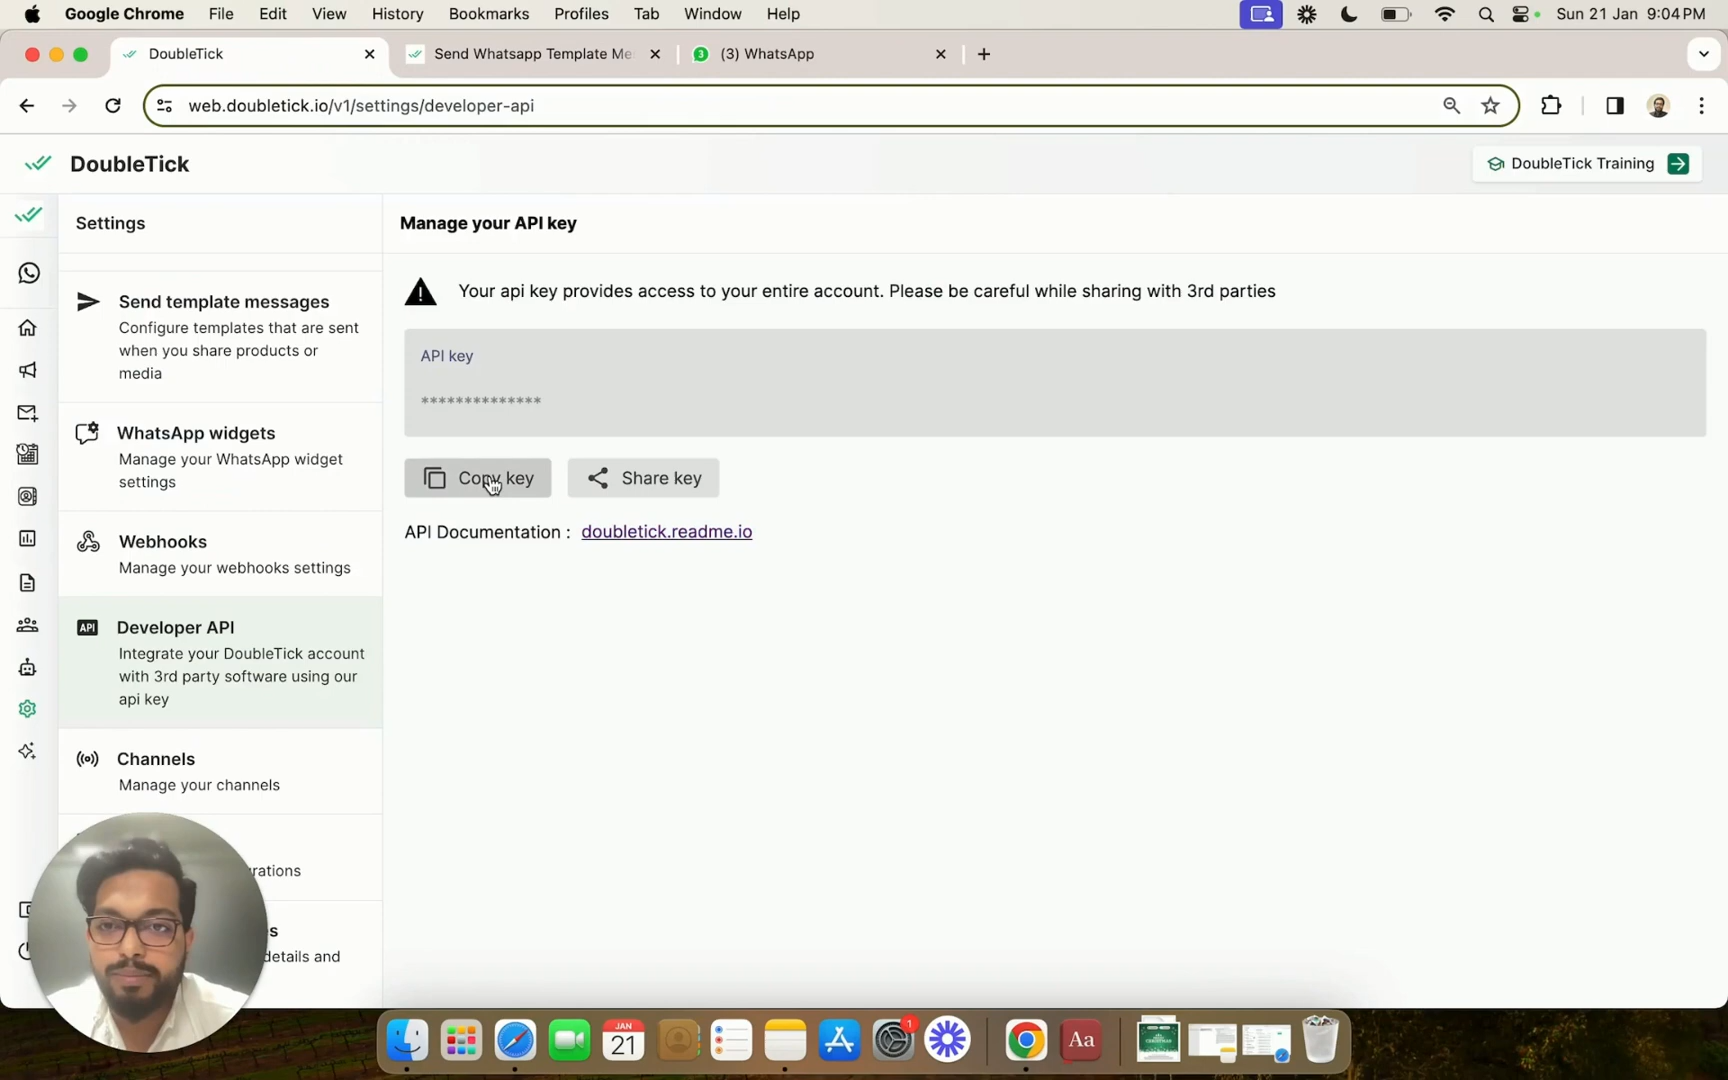 Google Chrome File Edit View History Bookmarks Profiles Tab Window Help Sun 21 Jan 9:04 PM
DoubleTick Send Whatsapp Template Me 3 (3) WhatsApp
web.doubletick.io/v1/settings/developer-api
DoubleTick
DoubleTick Training
Settings
Manage your API key
Send template messages
Configure templates that are sent
when you share products or
media
WhatsApp widgets
Manage your WhatsApp widget
settings
Webhooks
Manage your webhooks settings
API Developer API
Integrate your DoubleTick account
with 3rd party software using our
api key
Channels
Manage your channels
rations
s
details and
Your api key provides access to your entire account. Please be careful while sharing with 3rd parties
API key
**************
Copy key Share key
API Documentation : doubletick.readme.io
JAN
21
1
Aa